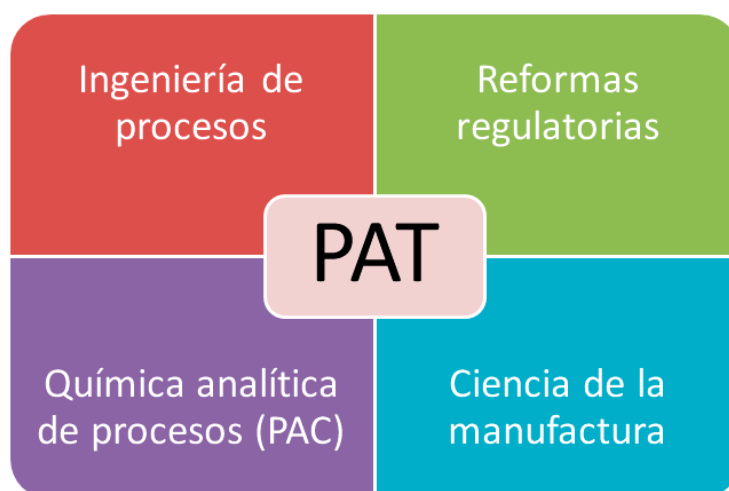 Ingeniería de
procesos
Reformas
regulatorias
PAT
Química analítica
de procesos (PAC)
Ciencia de la
manufactura